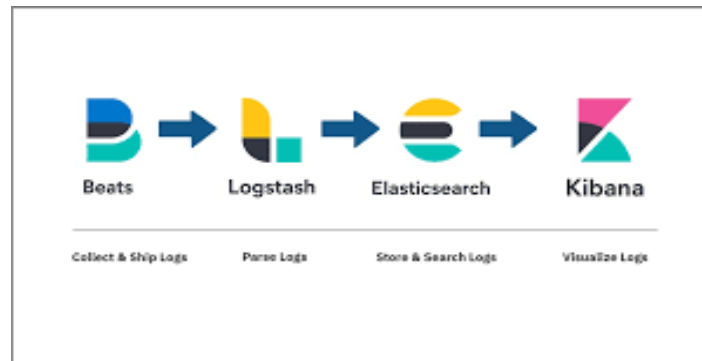 Beats
Logstash
Elasticsearch
Kibana
Collect & Ship Logs
Parse Logs
Store & Search Logs
Visualize Logs